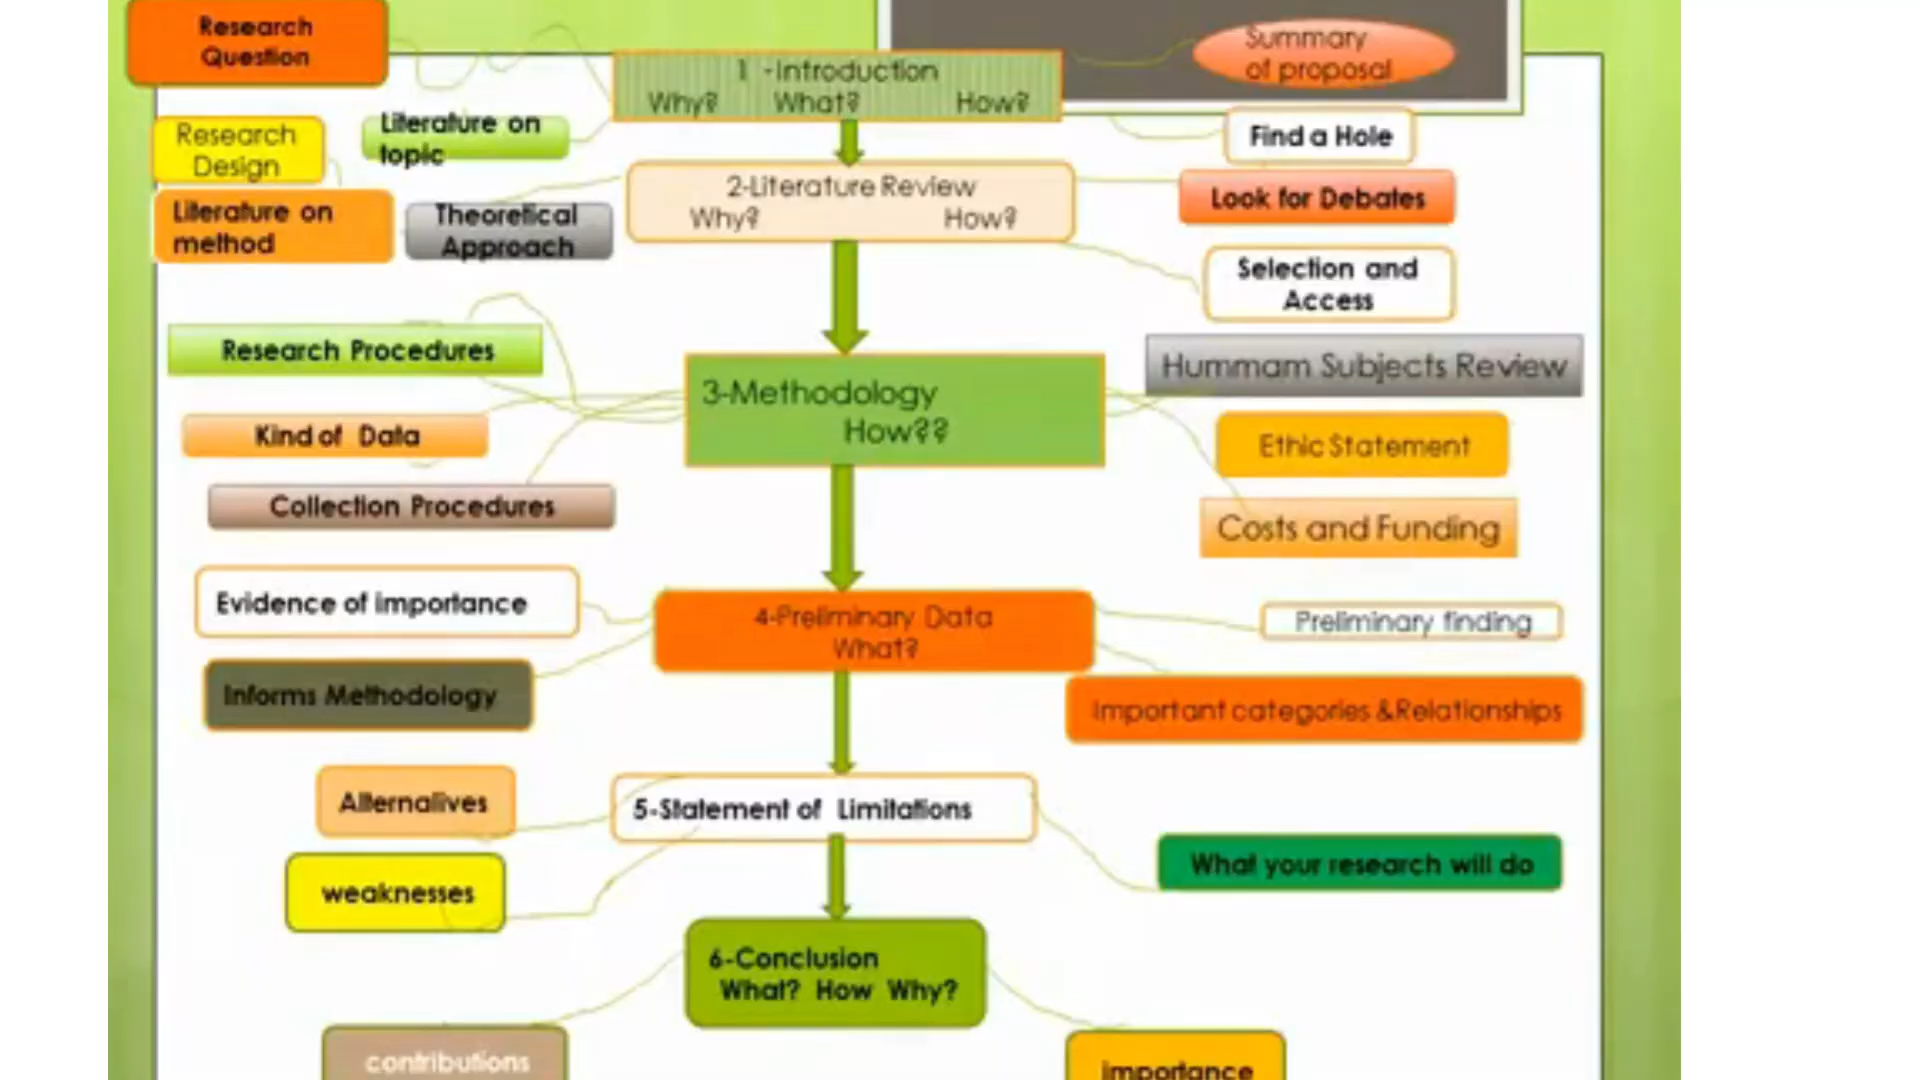 Research
Question
Summary
of proposal
1 -Introduction
Why? What? How?
Research
Design
Literature on
topic
Find a Hole
2-Literature Review
Why? How?
Look for Debates
Literature on
method
Theoretical
Approach
Selection and
Access
Research Procedures
Hummam Subjects Review
3-Methodology
How??
Kind of Data
Ethic Statement
Collection Procedures
Costs and Funding
Evidence of importance
4-Preliminary Data
What?
Preliminary finding
Informs Methodology
Important categories &Relationships
Alternatives
5-Statement of Limitations
What your research will do
weaknesses
6-Conclusion
What? How Why?
contributions
importance